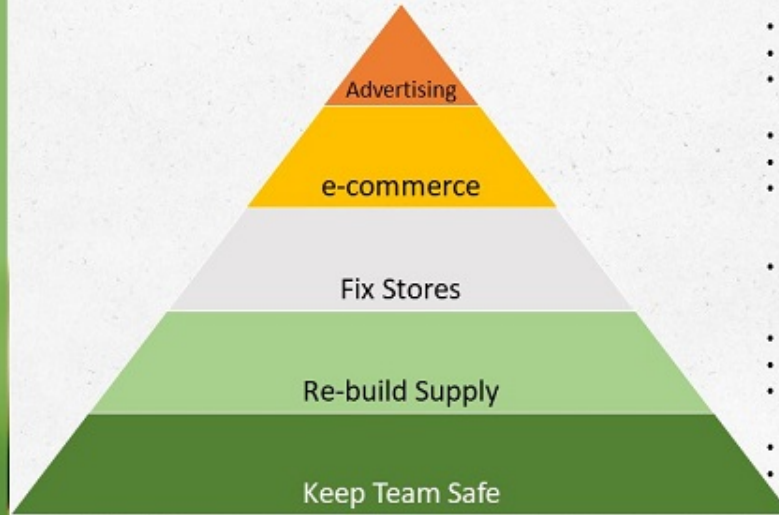 Advertising
e-commerce
Fix Stores
Re-build Supply
Keep Team Safe